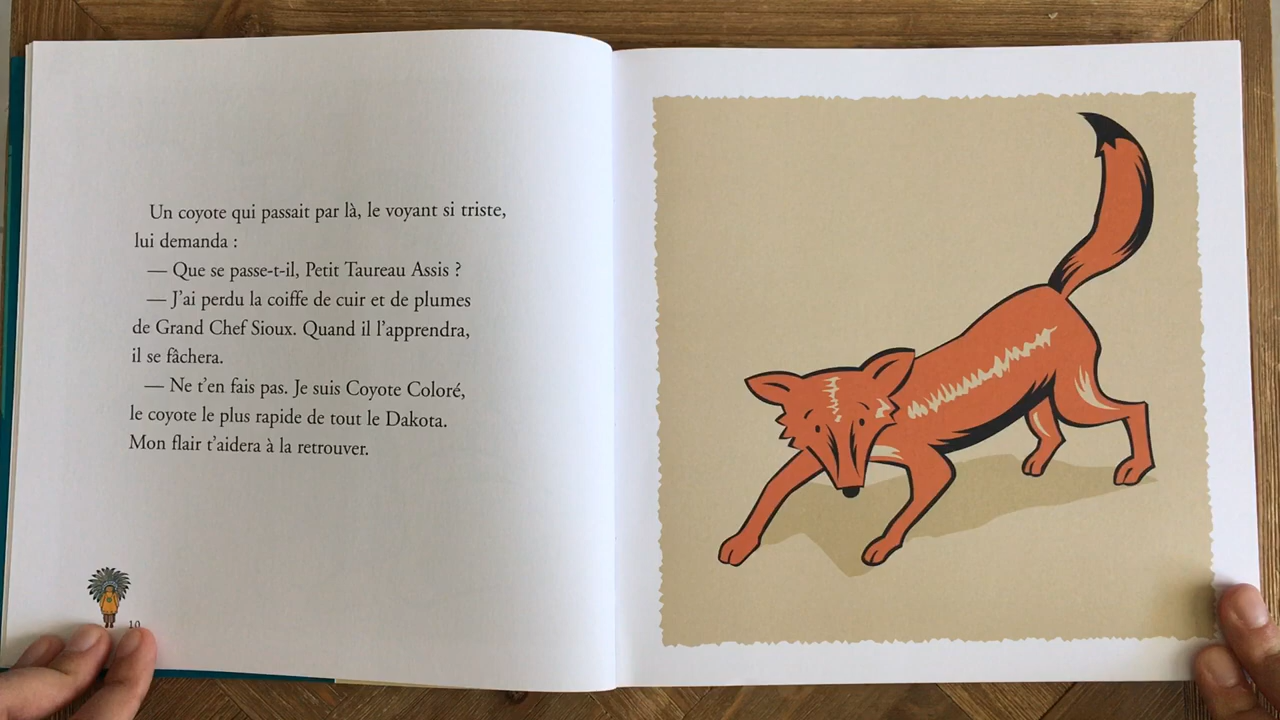 Un coyote qui passait par là, le voyant si triste,
lui demanda :
— Que se passe-t-il, Petit Taureau Assis ?
— J'ai perdu la coiffe de cuir et de plumes
de Grand Chef Sioux. Quand il l'apprendra,
il se fâchera.
— Ne t'en fais pas. Je suis Coyote Coloré,
le coyote le plus rapide de tout le Dakota.
Mon flair t'aidera à la retrouver.
10